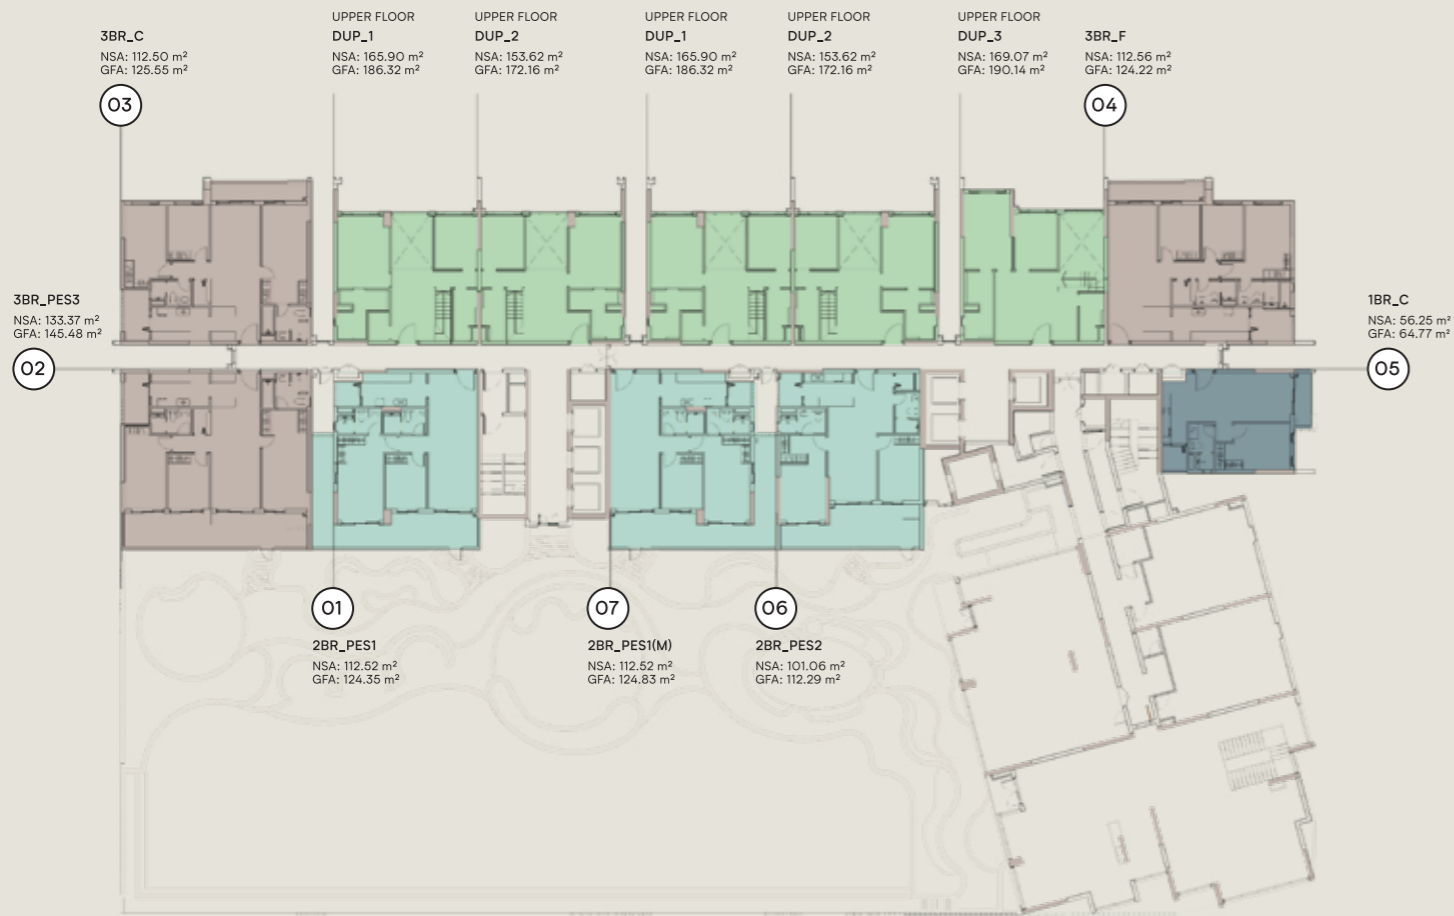 3BR_C
NSA: 112.50 m²
GFA: 125.55 m²
03
UPPER FLOOR
DUP_1
NSA: 165.90 m²
GFA: 186.32 m²
UPPER FLOOR
DUP_2
NSA: 153.62 m²
GFA: 172.16 m²
UPPER FLOOR
DUP_1
NSA: 165.90 m²
GFA: 186.32 m²
UPPER FLOOR
DUP_2
NSA: 153.62 m²
GFA: 172.16 m²
UPPER FLOOR
DUP_3
NSA: 169.07 m²
GFA: 190.14 m²
3BR_F
NSA: 112.56 m²
GFA: 124.22 m²
04
3BR_PES3
NSA: 133.37 m²
GFA: 145.48 m²
02
1BR_C
NSA: 56.25 m²
GFA: 64.77 m²
05
01
2BR_PES1
NSA: 112.52 m²
GFA: 124.35 m²
07
2BR_PES1(M)
NSA: 112.52 m²
GFA: 124.83 m²
06
2BR_PES2
NSA: 101.06 m²
GFA: 112.29 m²